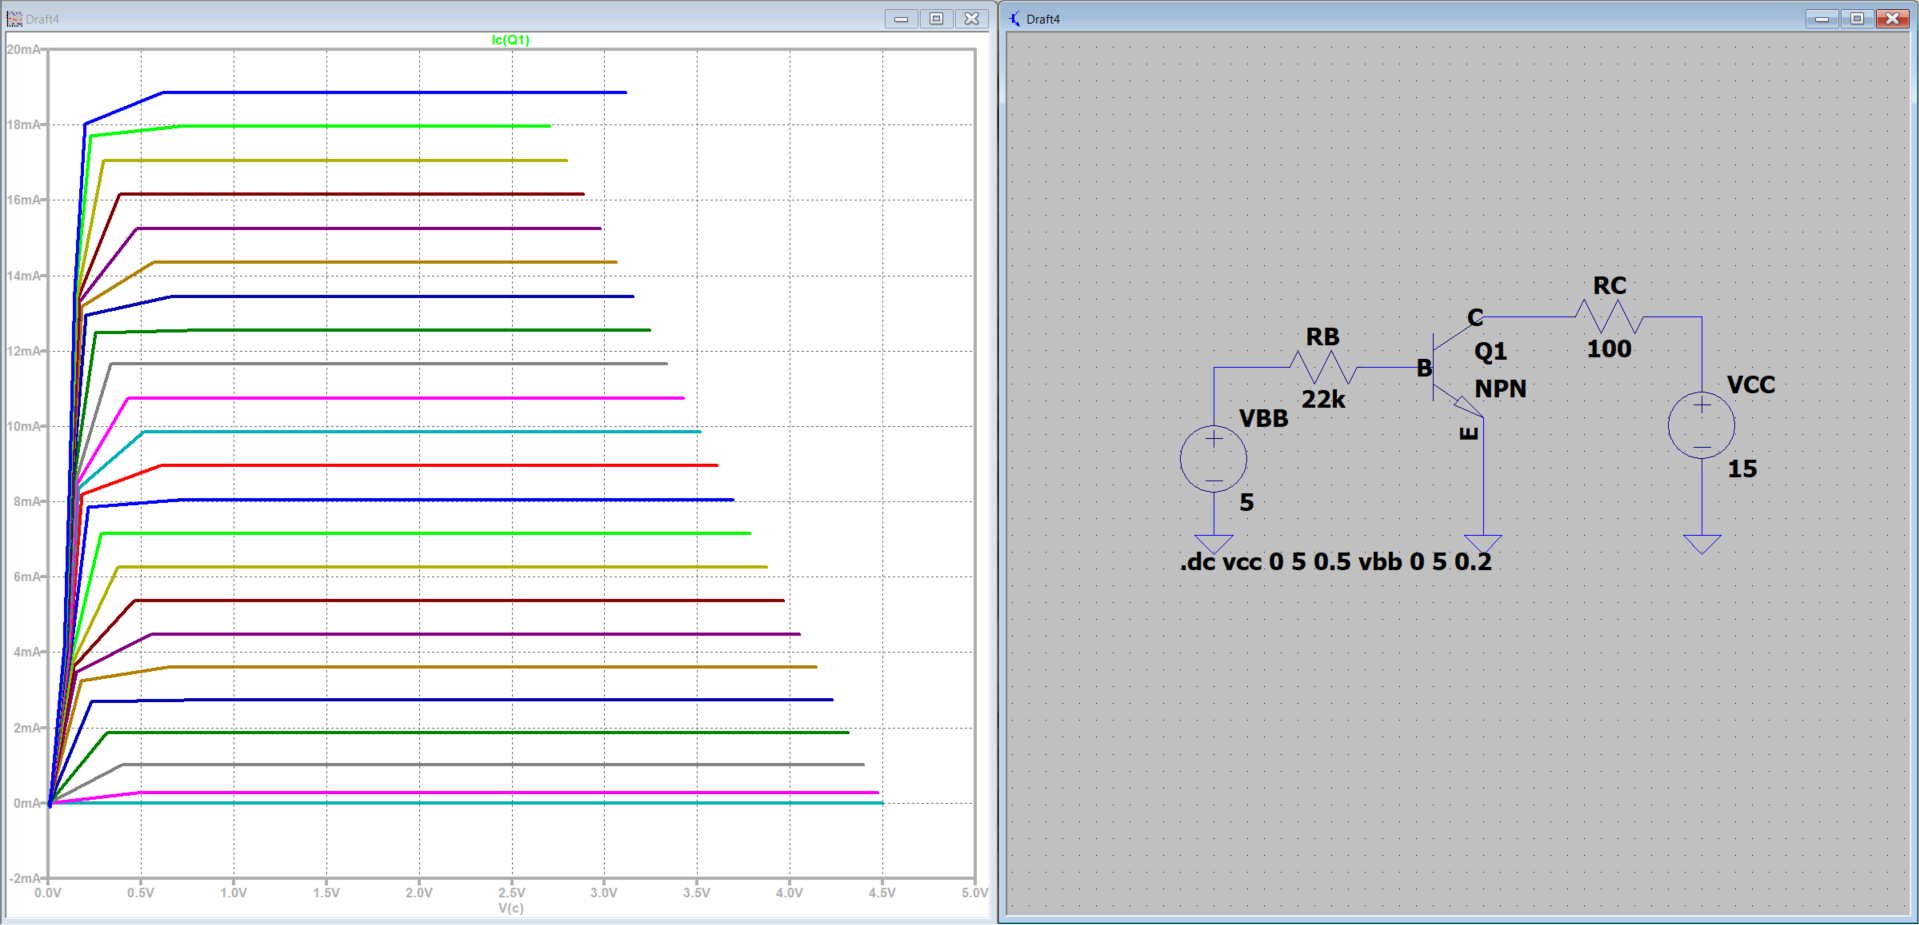 Draft4
Ic(Q1)
20mA
18mA
16mA
14mA
12mA
10mA
8mA
6mA
4mA
2mA
0mA
-2mA
0.0V 0.5V 1.0V 1.5V 2.0V 2.5V 3.0V 3.5V 4.0V 4.5V 5.0V
V(c)
Draft4
RC
100
C
Q1
NPN
B
E
RB
22k
VBB
5
VCC
15
.dc vcc 0 5 0.5 vbb 0 5 0.2